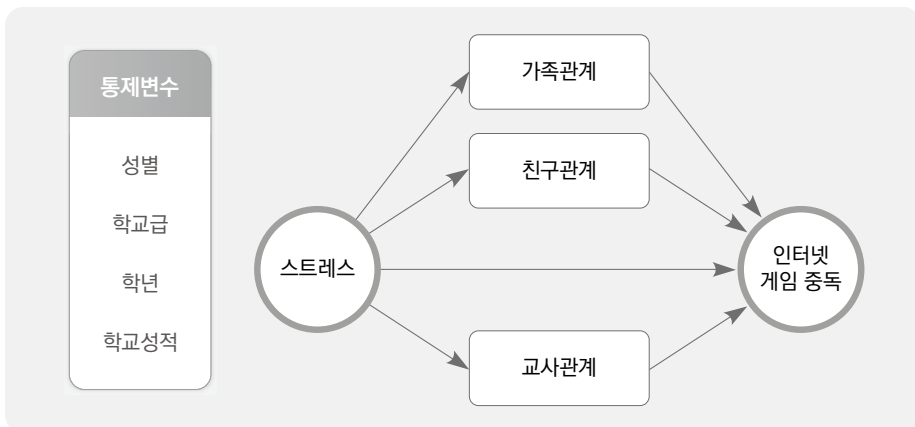 통제변수
성별
학교급
학년
학교성적
가족관계
친구관계
스트레스
인터넷
게임 중독
교사관계